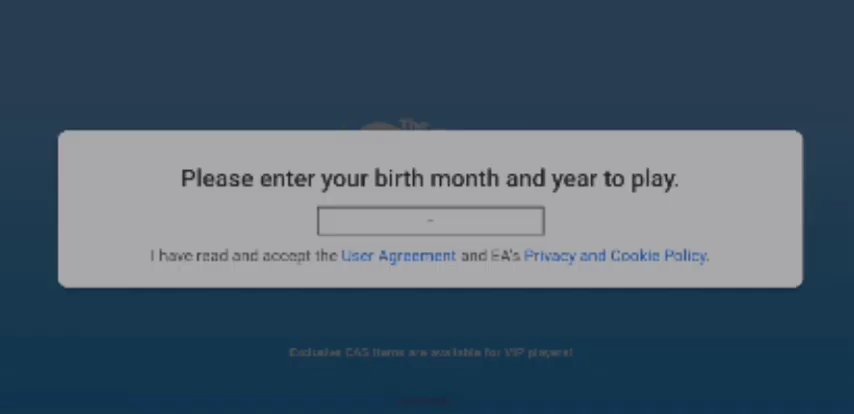 The
Please enter your birth month and year to play.
-
I have read and accept the User Agreement and EA's Privacy and Cookie Policy.
Exclusive CAS items are available for VIP players!